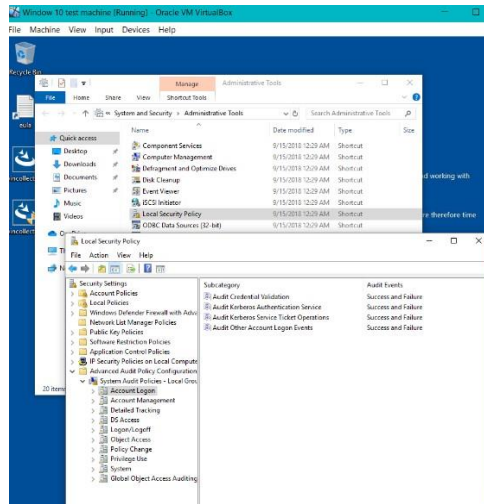 Window 10 test machine [Running] - Oracle VM VirtualBox
File Machine View Input Devices Help
Recycle Bin
eula
Manage
Administrative Tools
File Home Share View Shortcut Tools
System and Security > Administrative Tools
Search Administrative Tools
Name Date modified Type Size
Quick access
Desktop
Downloads
Documents
Pictures
Music
Videos
Component Services 9/15/2018 12:29 AM Shortcut
Computer Management 9/15/2018 12:29 AM Shortcut
Defragment and Optimize Drives 9/15/2018 12:29 AM Shortcut
Disk Cleanup 9/15/2018 12:29 AM Shortcut
Event Viewer 9/15/2018 12:29 AM Shortcut
iSCSI Initiator 9/15/2018 12:29 AM Shortcut
Local Security Policy 9/15/2018 12:29 AM Shortcut
ODBC Data Sources (32-bit) 9/15/2018 12:29 AM Shortcut
incollect
incollect
d working with
re therefore time
Local Security Policy
File Action View Help
Security Settings
Account Policies
Local Policies
Windows Defender Firewall with Adva
Network List Manager Policies
Public Key Policies
Software Restriction Policies
Application Control Policies
IP Security Policies on Local Compute
Advanced Audit Policy Configuration
System Audit Policies - Local Grou
Account Logon
Account Management
Detailed Tracking
DS Access
Logon/Logoff
Object Access
Policy Change
Privilege Use
System
Global Object Access Auditing
Subcategory Audit Events
Audit Credential Validation Success and Failure
Audit Kerberos Authentication Service Success and Failure
Audit Kerberos Service Ticket Operations Success and Failure
Audit Other Account Logon Events Success and Failure
20 items